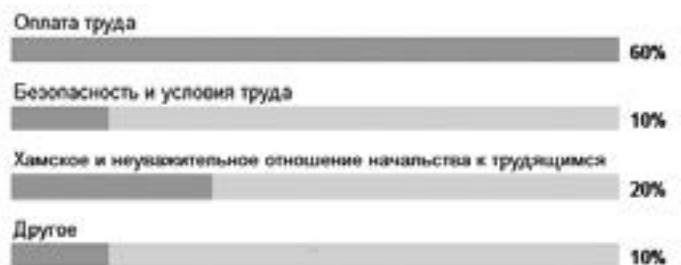 Оплата труда
60%
Безопасность и условия труда
10%
Хамское и неуважительное отношение начальства к трудящимся
20%
Другое
10%